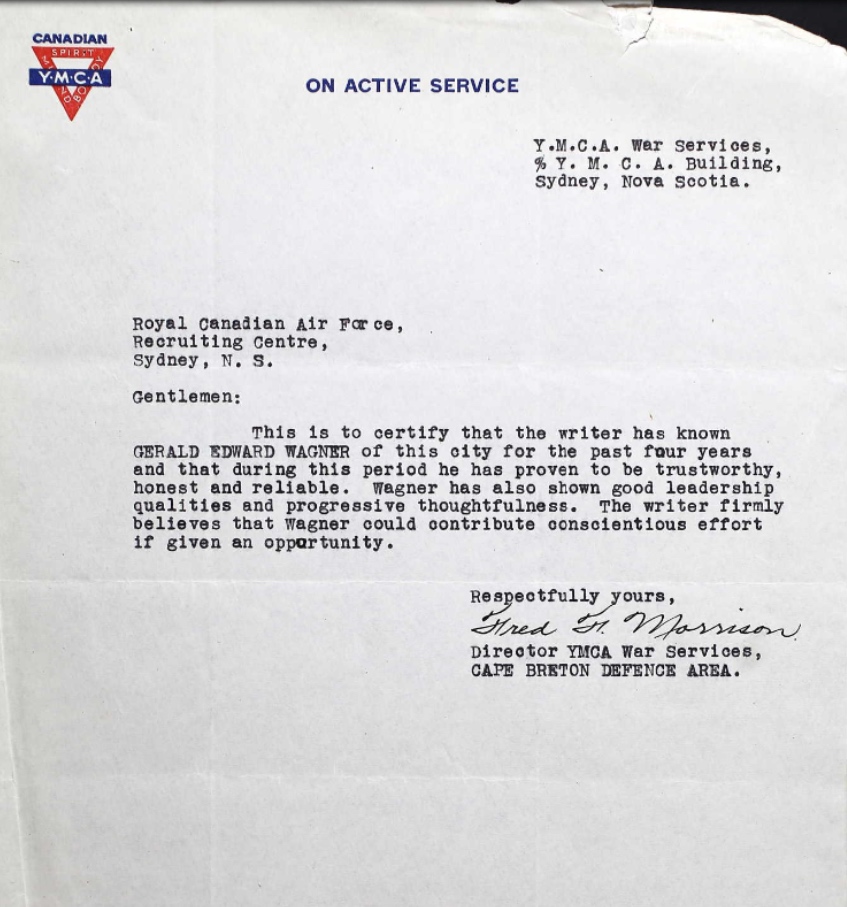 CANADIAN
SPIRIT
Y·M·C·A
MIND
BODY
ON ACTIVE SERVICE
Y.M.C.A. War Services,
% Y. M. C. A. Building,
Sydney, Nova Scotia.
Royal Canadian Air Force,
Recruiting Centre,
Sydney, N. S.
Gentlemen:
This is to certify that the writer has known
GERALD EDWARD WAGNER of this city for the past four years
and that during this period he has proven to be trustworthy,
honest and reliable. Wagner has also shown good leadership
qualities and progressive thoughtfulness. The writer firmly
believes that Wagner could contribute conscientious effort
if given an opportunity.
Respectfully yours,
Fred F. Morrison.
Director YMCA War Services,
CAPE BRETON DEFENCE AREA.